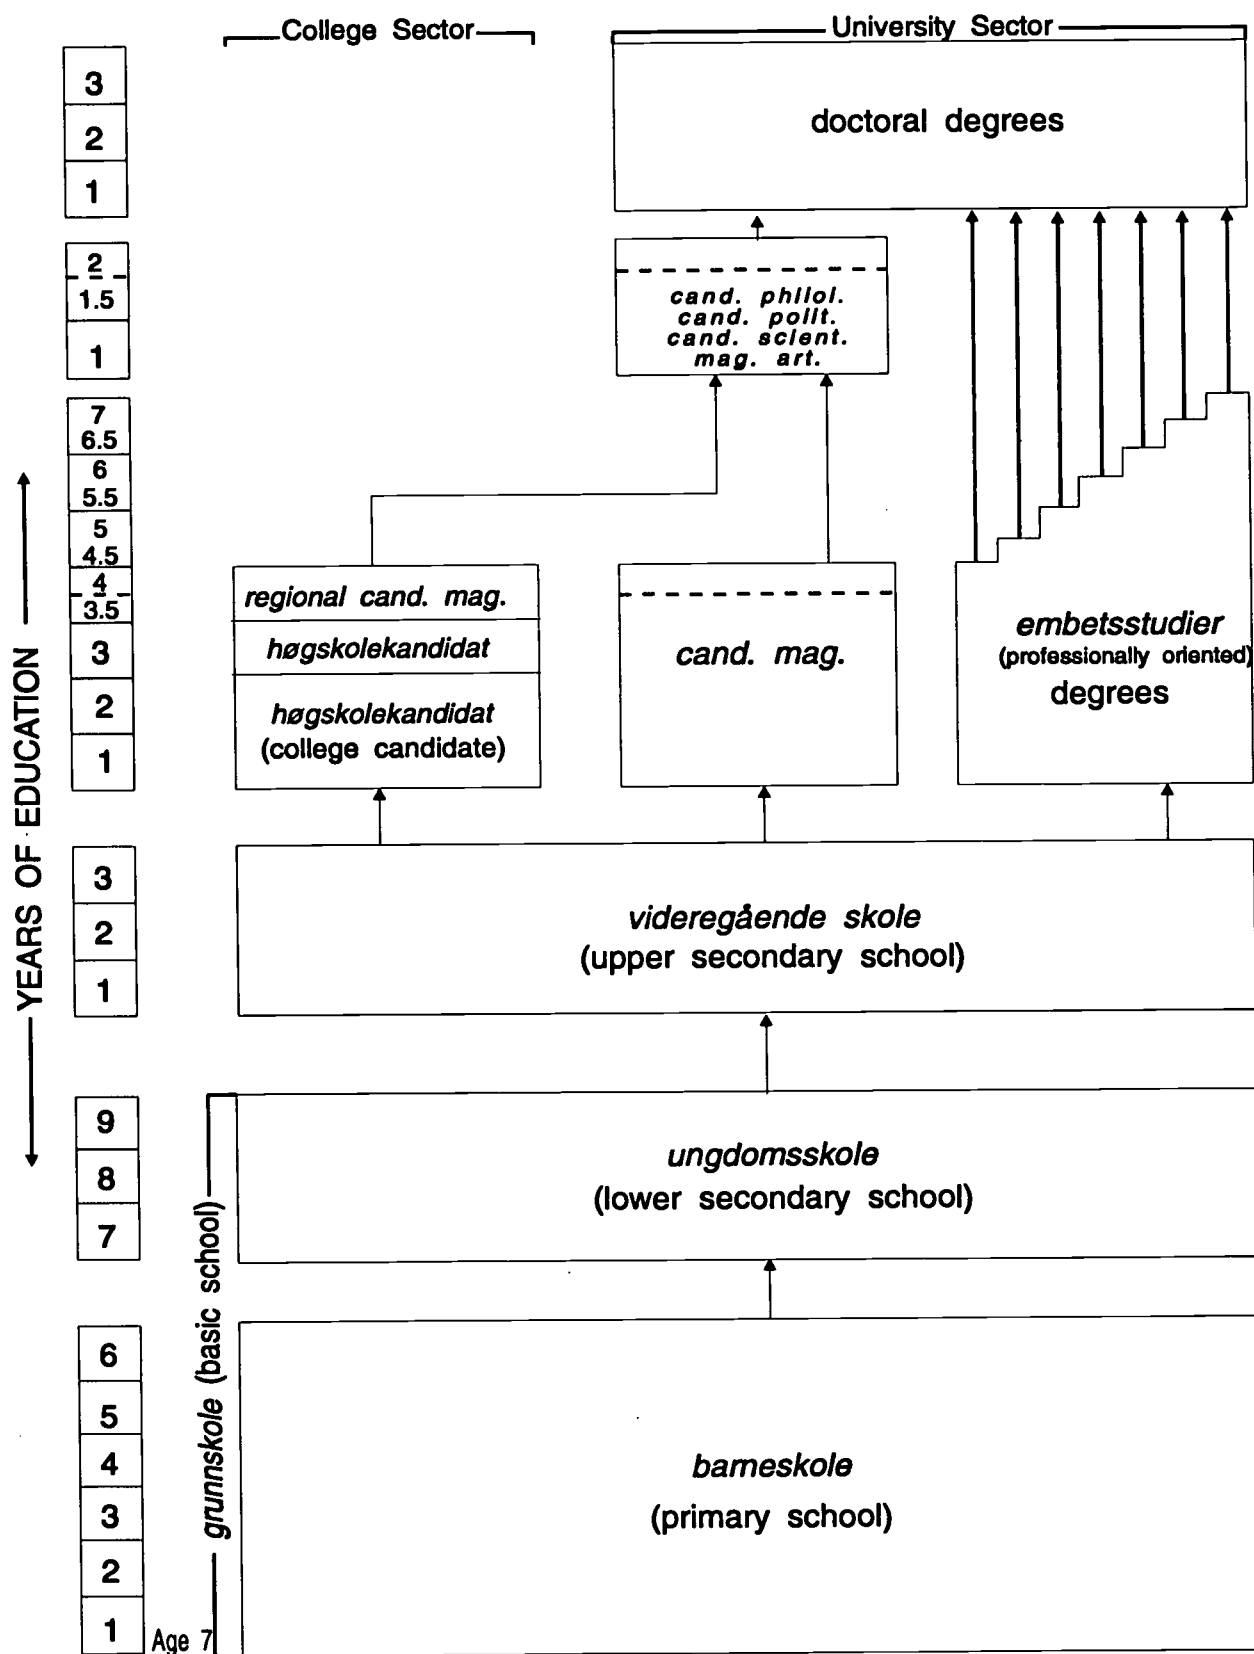 College Sector
University Sector
3
2
1
doctoral degrees
2
1.5
1
cand. philol.
cand. polit.
cand. scient.
mag. art.
7
6.5
6
5.5
5
4.5
4
3.5
3
2
1
regional cand. mag.
høgskolekandidat
høgskolekandidat
(college candidate)
cand. mag.
embetsstudier
(professionally oriented)
degrees
YEARS OF EDUCATION
3
2
1
videregående skole
(upper secondary school)
9
8
7
ungdomsskole
(lower secondary school)
grunnskole (basic school)
6
5
4
3
2
1
Age 7
barneskole
(primary school)